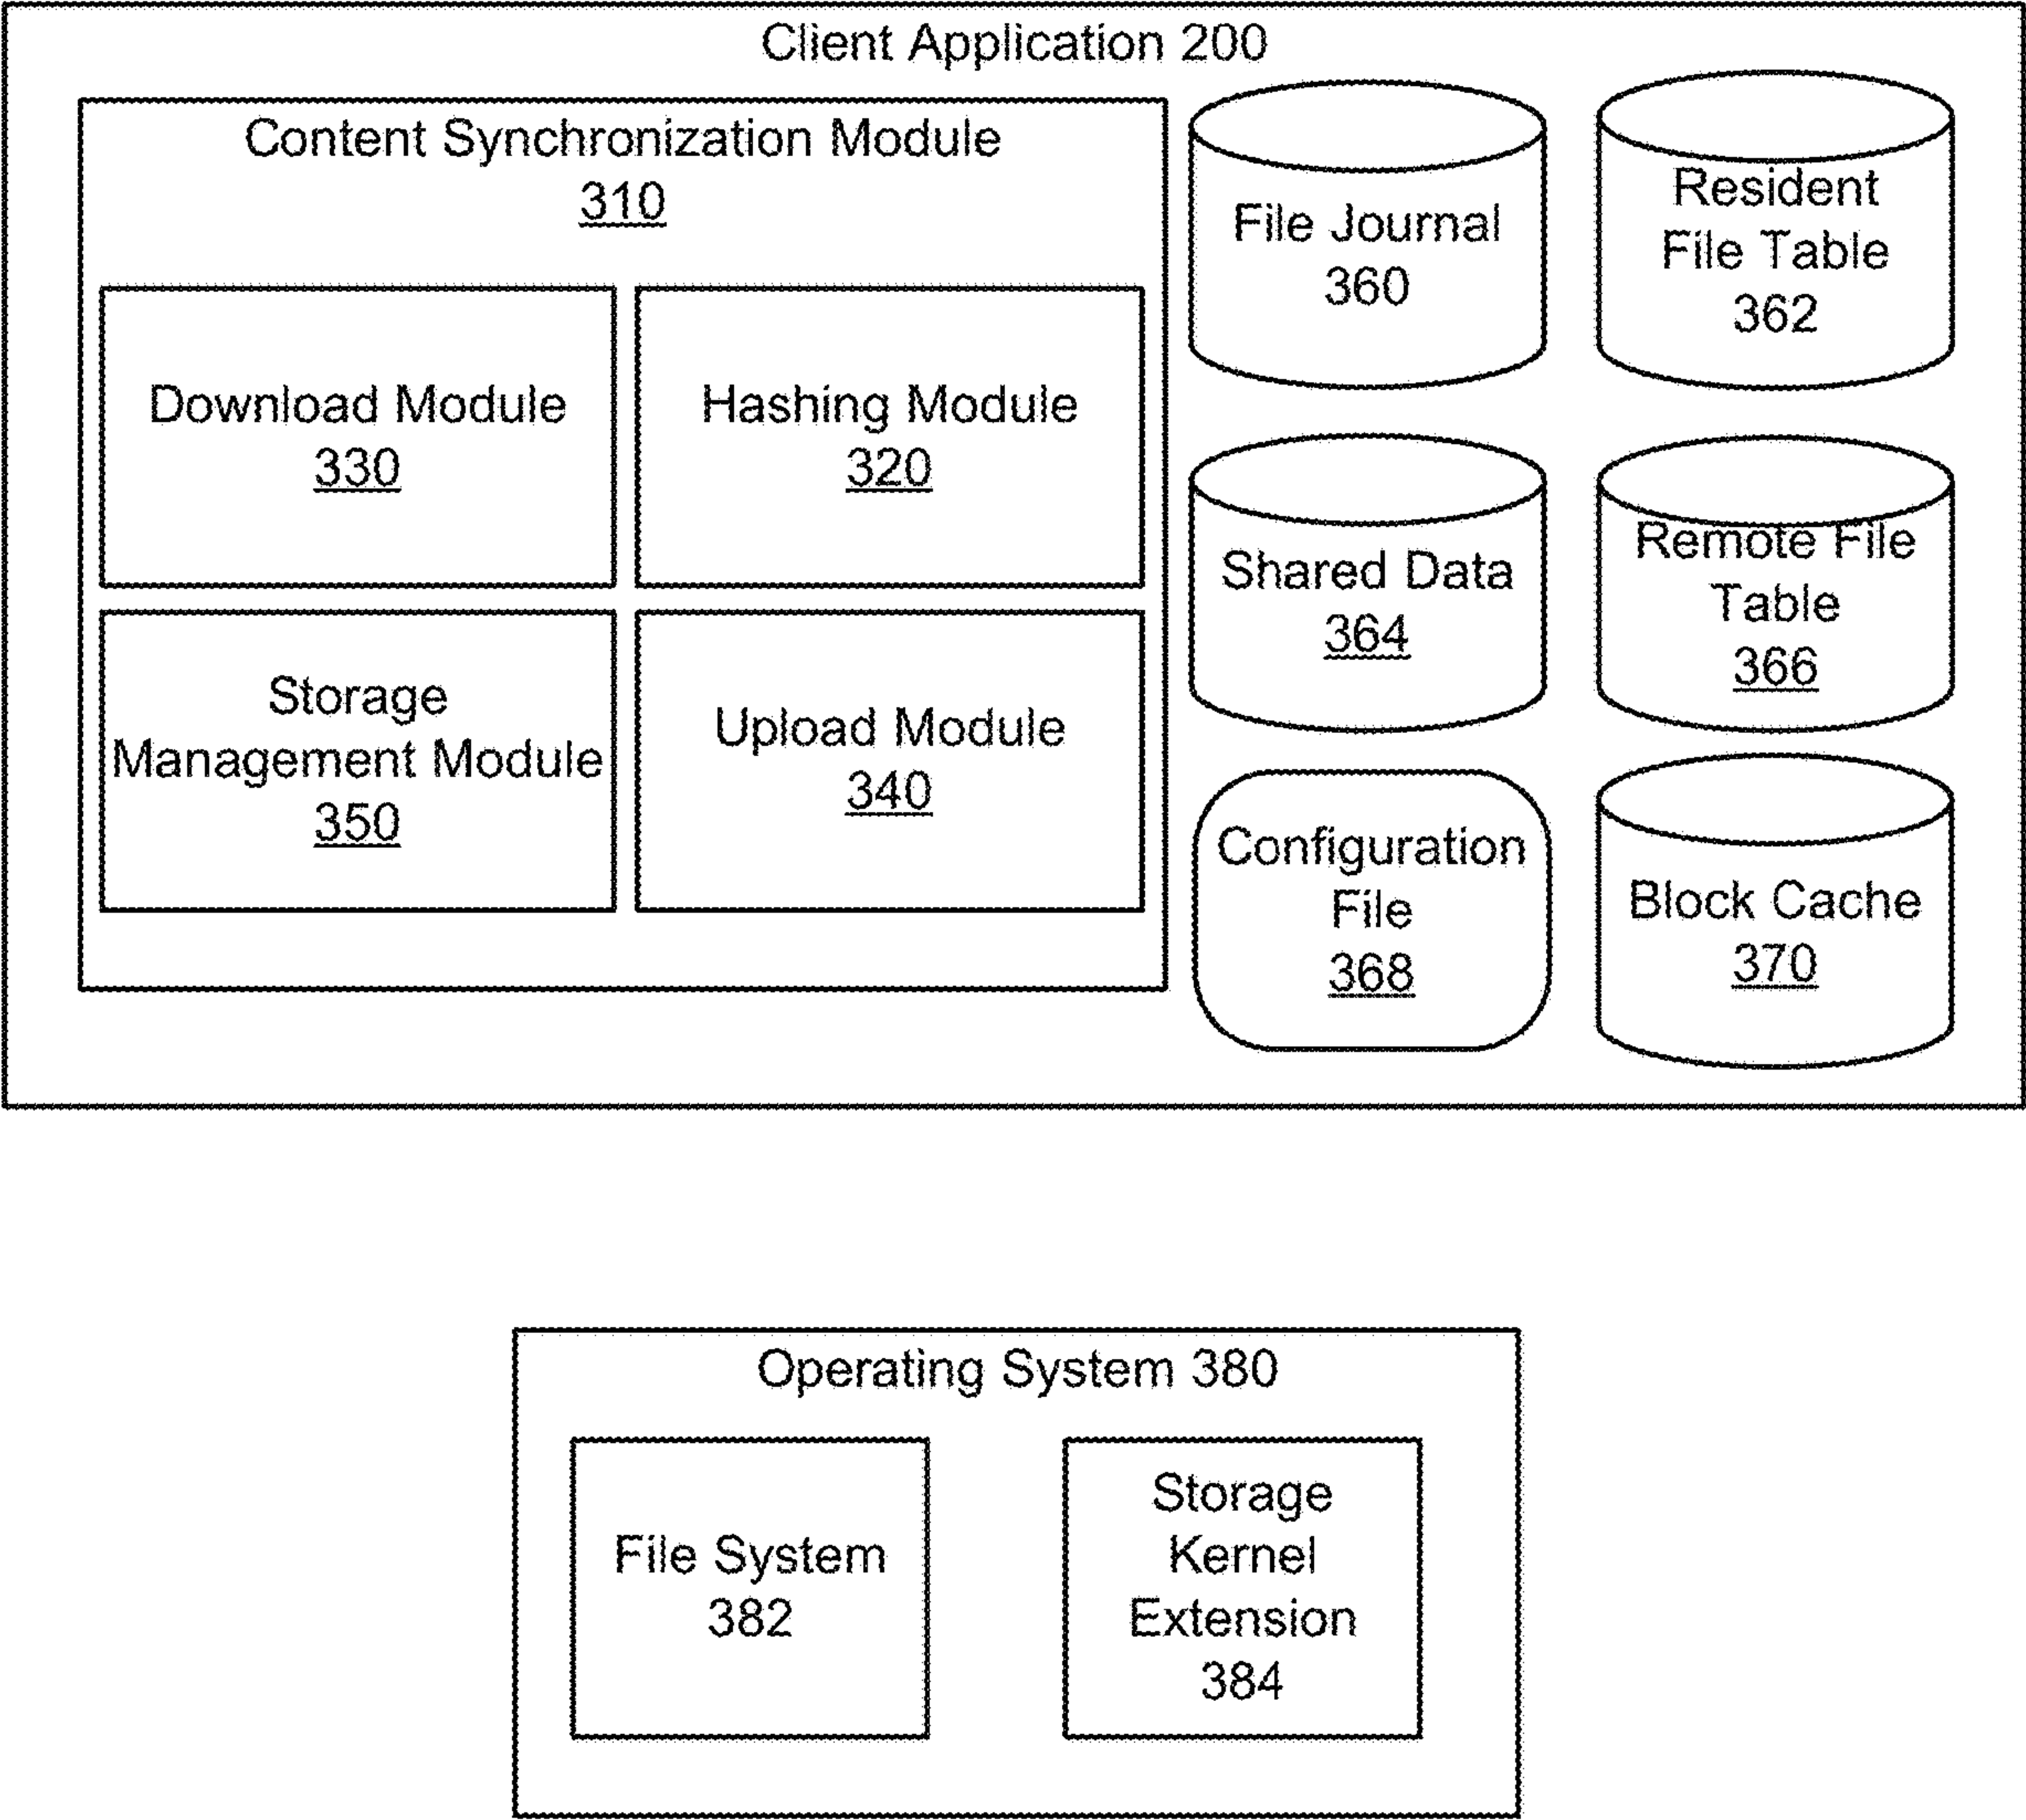 Client Application 200
Content Synchronization Module
310
Download Module
330
Hashing Module
320
Storage
Management Module
350
Upload Module
340
File Journal
360
Resident
File Table
362
Shared Data
364
Remote File
Table
366
Configuration
File
368
Block Cache
370
Operating System 380
File System
382
Storage
Kernel
Extension
384